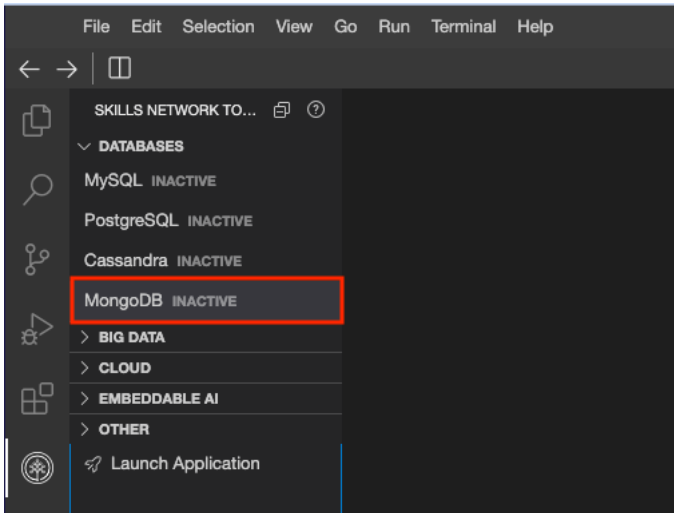 File Edit Selection View Go Run Terminal Help
SKILLS NETWORK TO...
DATABASES
MySQL INACTIVE
PostgreSQL INACTIVE
Cassandra INACTIVE
MongoDB INACTIVE
BIG DATA
CLOUD
EMBEDDABLE AI
OTHER
Launch Application